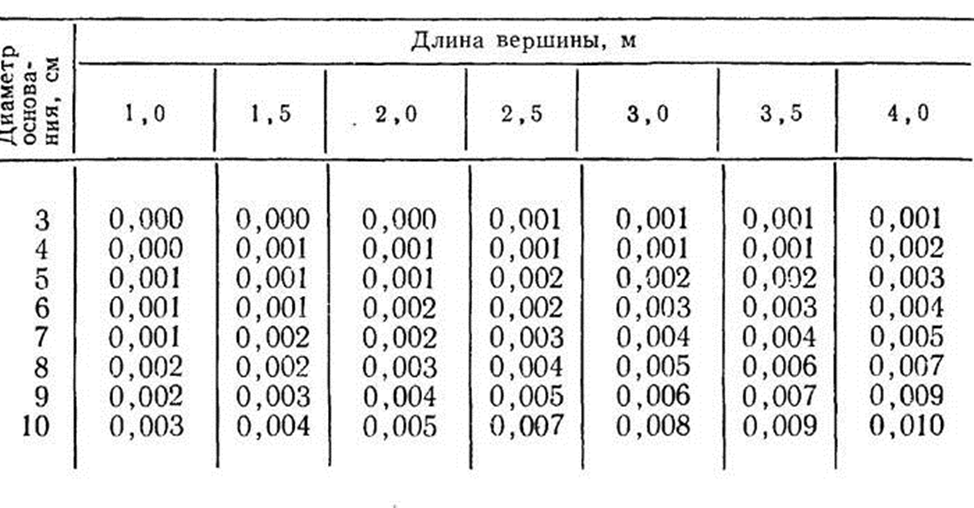 Диаметр
основа-
ния, см
Длина вершины, м
1,0 1,5 2,0 2,5 3,0 3,5 4,0
3 0,000 0,000 0,000 0,001 0,001 0,001 0,001
4 0,000 0,001 0,001 0,001 0,001 0,001 0,002
5 0,001 0,001 0,001 0,002 0,002 0,002 0,003
6 0,001 0,001 0,002 0,002 0,003 0,003 0,004
7 0,001 0,002 0,002 0,003 0,004 0,004 0,005
8 0,002 0,002 0,003 0,004 0,005 0,006 0,007
9 0,002 0,003 0,004 0,005 0,006 0,007 0,009
10 0,003 0,004 0,005 0,007 0,008 0,009 0,010